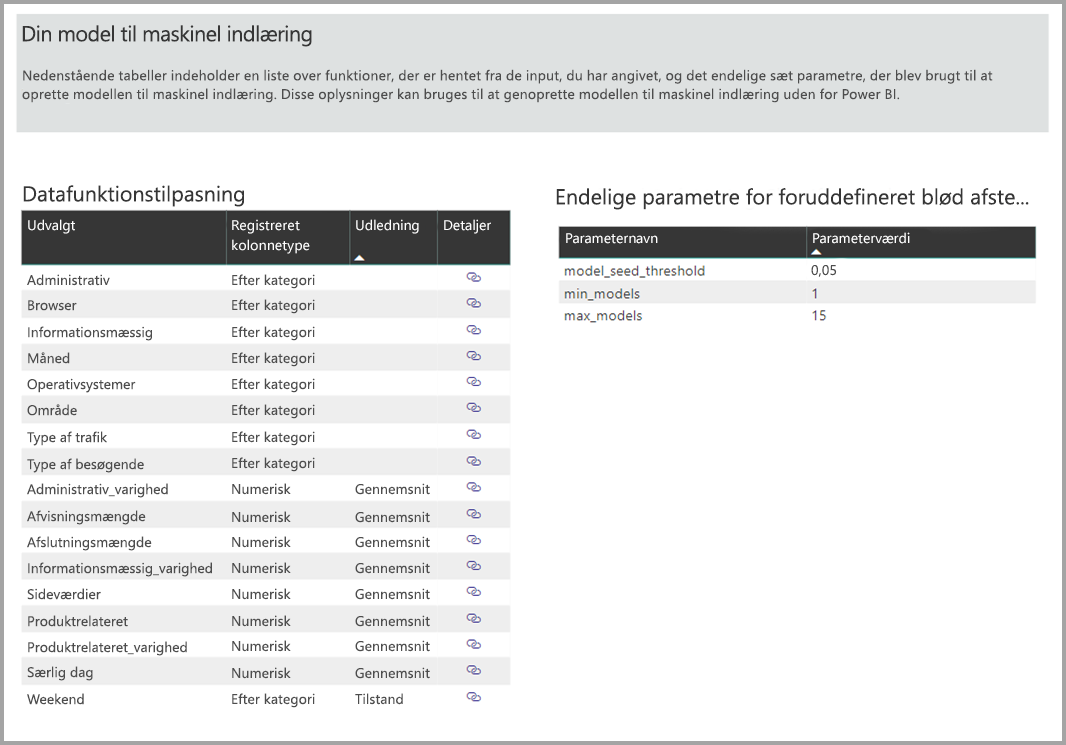 Din model til maskinel indlæring
Nedenstående tabeller indeholder en liste over funktioner, der er hentet fra de input, du har angivet, og det endelige sæt parametre, der blev brugt til at
oprette modellen til maskinel indlæring. Disse oplysninger kan bruges til at genoprette modellen til maskinel indlæring uden for Power BI.
Datafunktionstilpasning
Udvalgt Registreret kolonnetype Udledning Detaljer
Administrativ Efter kategori
Browser Efter kategori
Informationsmæssig Efter kategori
Måned Efter kategori
Operativsystemer Efter kategori
Område Efter kategori
Type af trafik Efter kategori
Type af besøgende Efter kategori
Administrativ_varighed Numerisk Gennemsnit
Afvisningsmængde Numerisk Gennemsnit
Afslutningsmængde Numerisk Gennemsnit
Informationsmæssig_varighed Numerisk Gennemsnit
Sideværdier Numerisk Gennemsnit
Produktrelateret Numerisk Gennemsnit
Produktrelateret_varighed Numerisk Gennemsnit
Særlig dag Numerisk Gennemsnit
Weekend Efter kategori Tilstand
Endelige parametre for foruddefineret blød afste...
Parameternavn Parameterværdi
model_seed_threshold 0,05
min_models 1
max_models 15